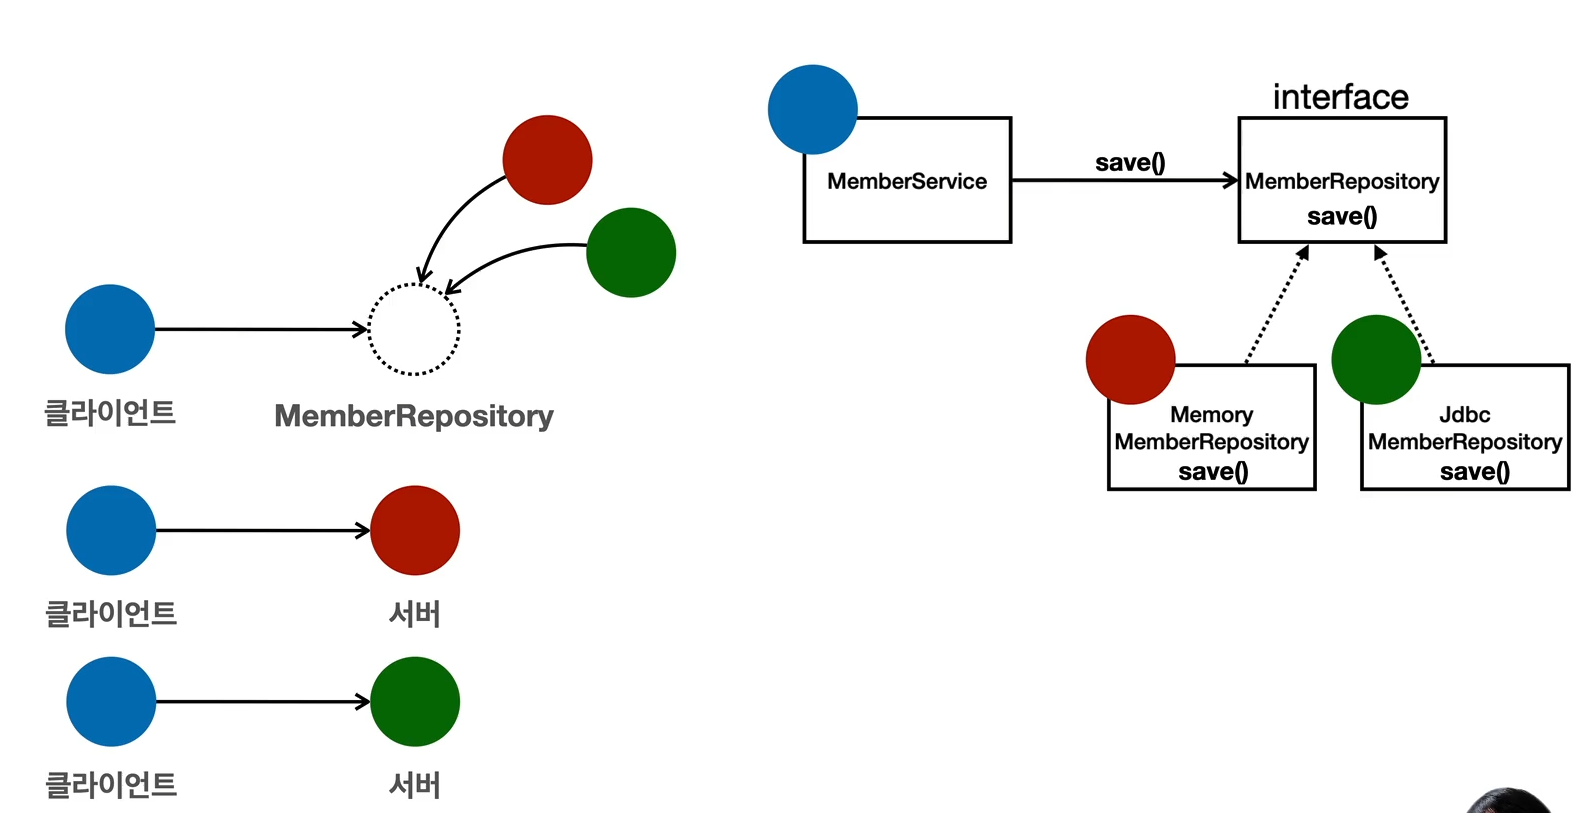 클라이언트
MemberRepository
클라이언트
서버
클라이언트
서버
interface
MemberService
save()
MemberRepository
save()
Memory
MemberRepository
save()
Jdbc
MemberRepository
save()